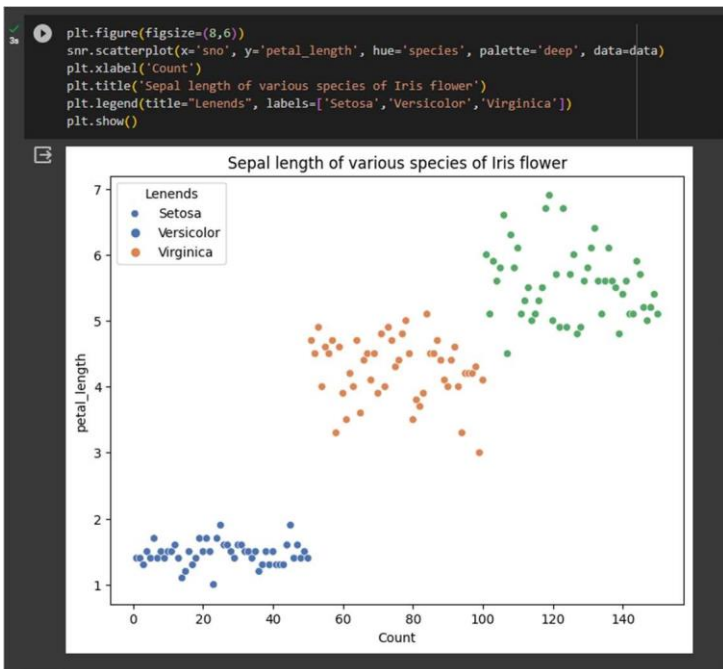 3s
plt.figure(figsize=(8,6))
snr.scatterplot(x='sno', y='petal_length', hue='species', palette='deep', data=data)
plt.xlabel('Count')
plt.title('Sepal length of various species of Iris flower')
plt.legend(title="Lenends", labels=['Setosa','Versicolor','Virginica'])
plt.show()
Sepal length of various species of Iris flower
Lenends
Setosa
Versicolor
Virginica
7
6
5
4
3
2
1
petal_length
0 20 40 60 80 100 120 140
Count